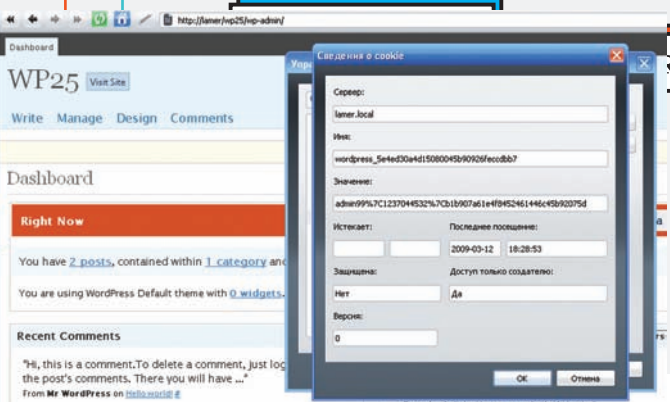 http://lamer/wp25/wp-admin/
Dashboard
WP25 Visit Site
Write Manage Design Comments
Dashboard
Right Now
You have 2 posts, contained within 1 category and
You are using WordPress Default theme with 0 widgets.
Recent Comments
"Hi, this is a comment.To delete a comment, just log
the post's comments. There you will have ..."
From Mr WordPress on Hello world! #
Сведения о cookie
Сервер:
lamer.local
Имя:
wordpress_5e4ed30a4d15080045b90926feccdbb7
Значение:
admin99%7C1237044532%7Cb1b907a61e4f8452461446c45b92075d
Истекает:
Последнее посещение:
2009-03-12 18:28:53
Защищена:
Доступ только создателю:
Нет
Да
Версия:
0
OK Отмена